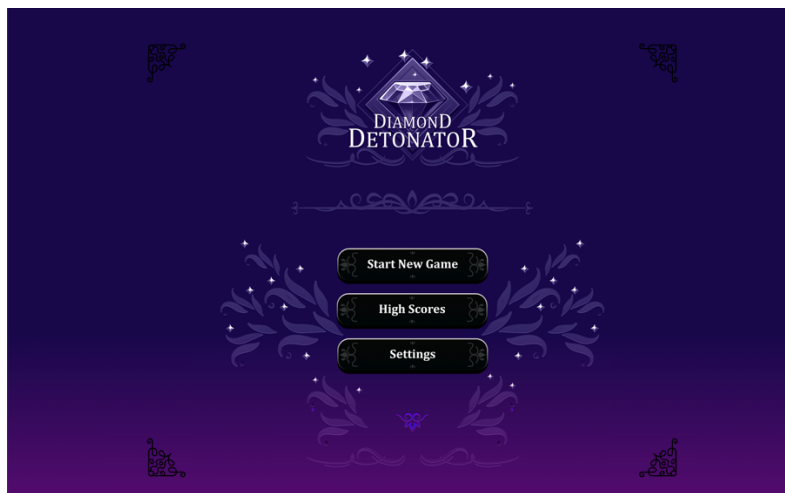 DIAMOND
DETONATOR
Start New Game
High Scores
Settings